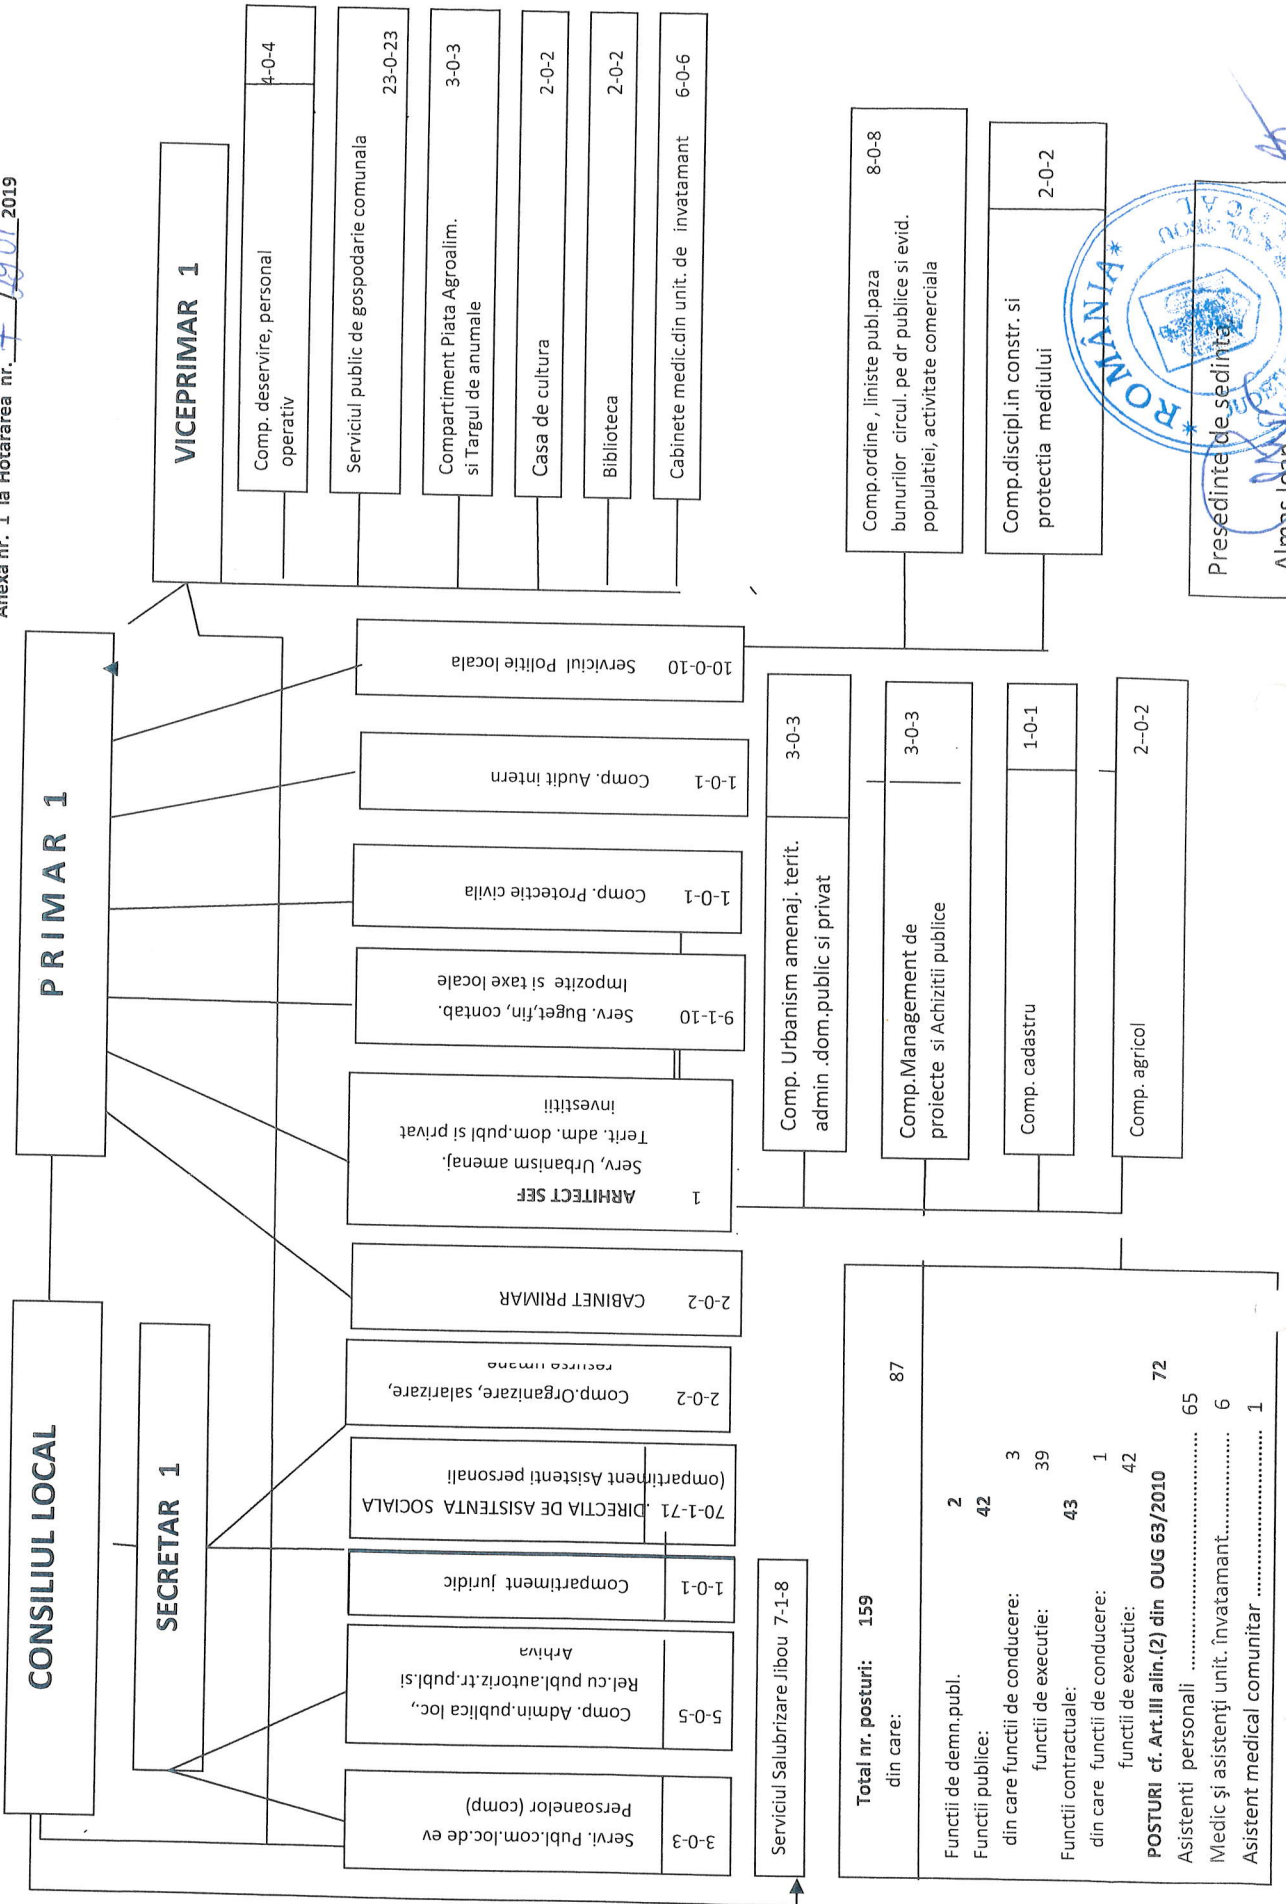 Anexa nr. 1 la Hotararea nr. 7 / 2019
CONSILIUL LOCAL
PRIMAR 1
SECRETAR 1
VICEPRIMAR 1
Comp. deservire, personal
operativ
4-0-4
Serviciul public de gospodarie comunala
23-0-23
Compartiment Piata Agroalim.
si Targul de anumale
3-0-3
Casa de cultura
2-0-2
Biblioteca
2-0-2
Cabinete medic.din unit. de invatamant
6-0-6
Servi. Publ.com.loc.de ev
Persoanelor (comp)
3-0-3
Comp. Admin.publica loc.,
Rel.cu publ.autoriz.tr.publ.si
Arhiva
5-0-5
Compartiment juridic
1-0-1
70-1-71 .DIRECTIA DE ASISTENTA SOCIALA
(ompartiment Asistenti personali
Comp.Organizare, salarizare,
resurse umane
2-0-2
CABINET PRIMAR
2-0-2
ARHITECT SEF
1
Serv, Urbanism amenaj.
Terit. adm. dom.publ si privat
investitii
Serv. Buget,fin, contab.
Impozite si taxe locale
9-1-10
Comp. Protectie civila
1-0-1
Comp. Audit intern
1-0-1
Serviciul Politie locala
10-0-10
Serviciul Salubrizare Jibou 7-1-8
Comp. Urbanism amenaj. terit.
admin .dom.public si privat
3-0-3
Comp.Management de
proiecte si Achizitii publice
3-0-3
Comp. cadastru
1-0-1
Comp. agricol
2--0-2
Comp.ordine , liniste publ.paza
bunurilor circul. pe dr publice si evid.
populatiei, activitate comerciala
8-0-8
Comp.discipl.in constr. si
protectia mediului
2-0-2
Total nr. posturi: 159
din care: 87
Functii de demn.publ. 2
Functii publice: 42
din care functii de conducere: 3
functii de executie: 39
Functii contractuale: 43
din care functii de conducere: 1
functii de executie: 42
POSTURI cf. Art.III alin.(2) din OUG 63/2010 72
Asistenti personali ........................................ 65
Medic şi asistenţi unit. învatamant................... 6
Asistent medical comunitar ................................ 1
Presedinte de sedinta,
Almas Ioan
*ROMÂNIA*
LOCAL